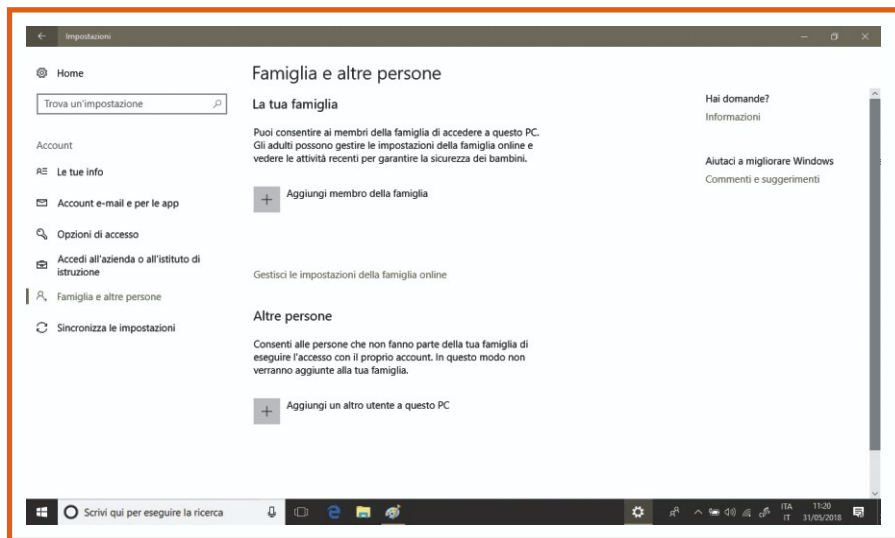 Impostazioni
Home
Trova un'impostazione
Account
Le tue info
Account e-mail e per le app
Opzioni di accesso
Accedi all'azienda o all'istituto di
istruzione
Famiglia e altre persone
Sincronizza le impostazioni
Famiglia e altre persone
La tua famiglia
Puoi consentire ai membri della famiglia di accedere a questo PC.
Gli adulti possono gestire le impostazioni della famiglia online e
vedere le attività recenti per garantire la sicurezza dei bambini.
Aggiungi membro della famiglia
Gestisci le impostazioni della famiglia online
Altre persone
Consenti alle persone che non fanno parte della tua famiglia di
eseguire l'accesso con il proprio account. In questo modo non
verranno aggiunte alla tua famiglia.
Aggiungi un altro utente a questo PC
Hai domande?
Informazioni
Aiutaci a migliorare Windows
Commenti e suggerimenti
Scrivi qui per eseguire la ricerca
ITA
IT
11:20
31/05/2018